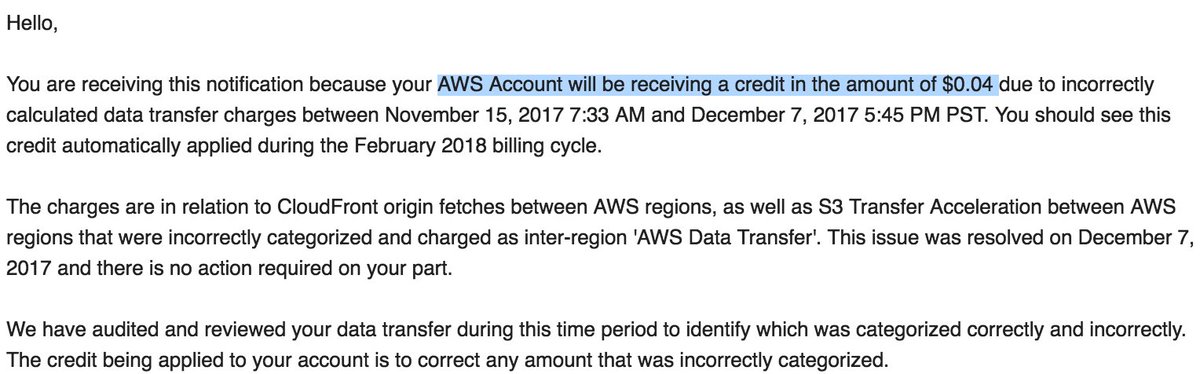 Hello,
You are receiving this notification because your AWS Account will be receiving a credit in the amount of $0.04 due to incorrectly
calculated data transfer charges between November 15, 2017 7:33 AM and December 7, 2017 5:45 PM PST. You should see this
credit automatically applied during the February 2018 billing cycle.
The charges are in relation to CloudFront origin fetches between AWS regions, as well as S3 Transfer Acceleration between AWS
regions that were incorrectly categorized and charged as inter-region 'AWS Data Transfer'. This issue was resolved on December 7,
2017 and there is no action required on your part.
We have audited and reviewed your data transfer during this time period to identify which was categorized correctly and incorrectly.
The credit being applied to your account is to correct any amount that was incorrectly categorized.